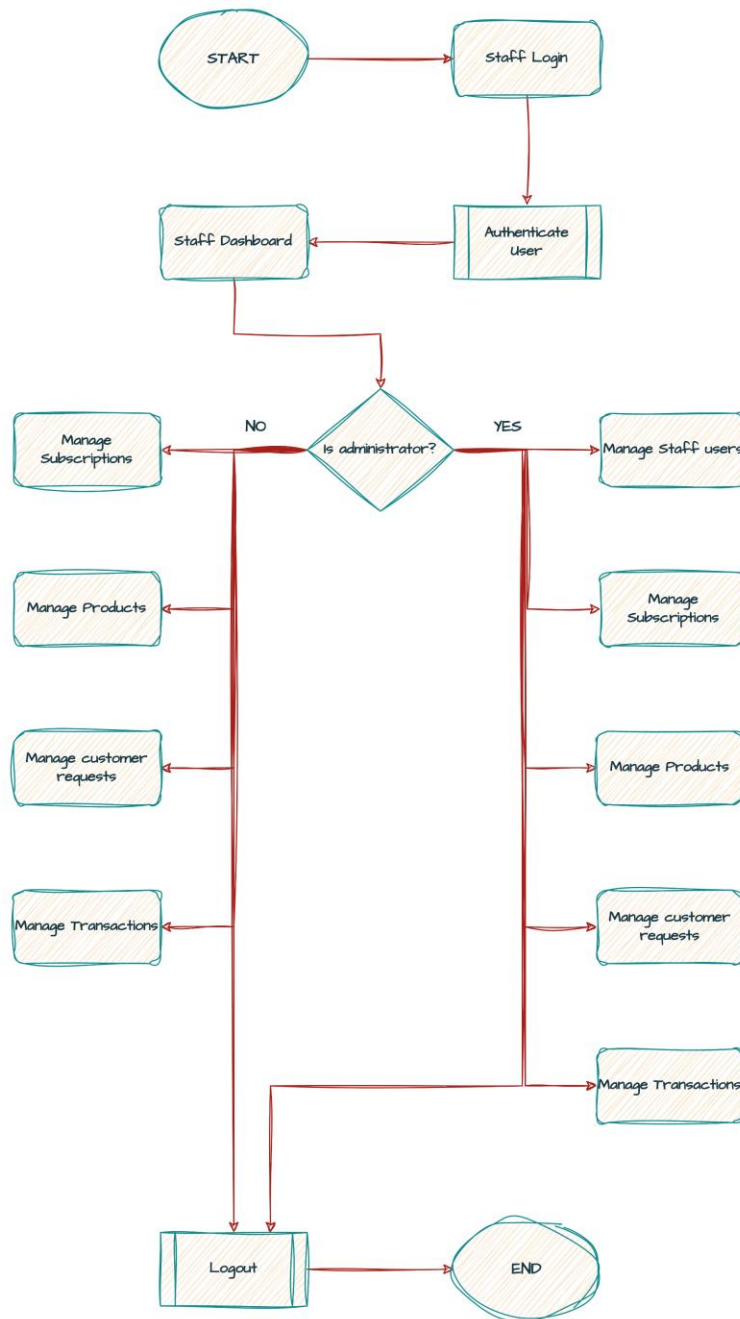 START
Staff Login
Staff Dashboard
Authenticate
User
NO
YES
Manage
Subscriptions
Is administrator?
Manage Staff users
Manage Products
Manage
Subscriptions
Manage customer
requests
Manage Products
Manage Transactions
Manage customer
requests
Manage Transactions
Logout
END